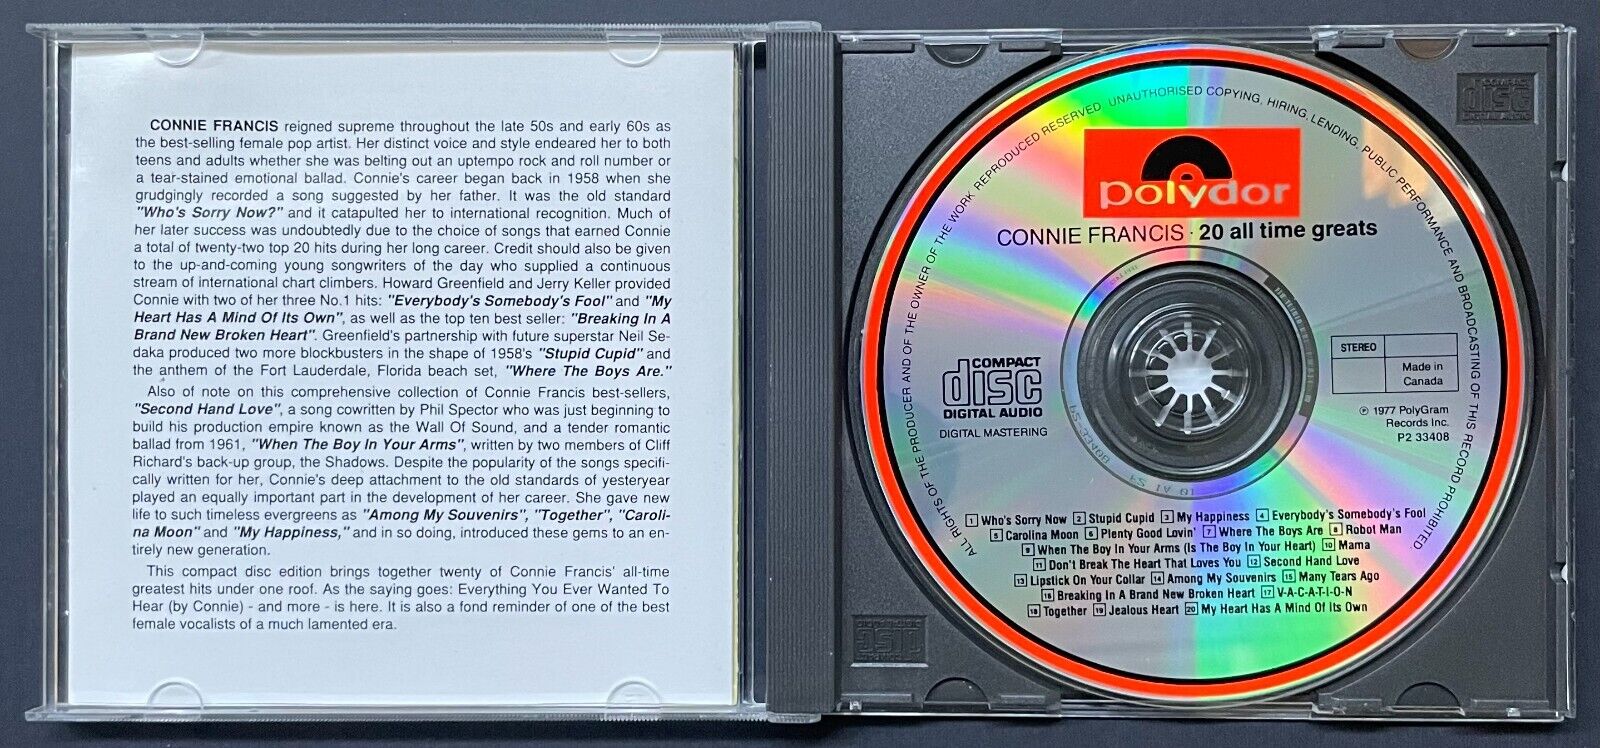 CONNIE FRANCIS reigned supreme throughout the late 50s and early 60s as
the best-selling female pop artist. Her distinct voice and style endeared her to both
teens and adults whether she was belting out an uptempo rock and roll number or
a tear-stained emotional ballad. Connie's career began back in 1958 when she
grudgingly recorded a song suggested by her father. It was the old standard
"Who's Sorry Now?" and it catapulted her to international recognition. Much of
her later success was undoubtedly due to the choice of songs that earned Connie
a total of twenty-two top 20 hits during her long career. Credit should also be given
to the up-and-coming young songwriters of the day who supplied a continuous
stream of international chart climbers. Howard Greenfield and Jerry Keller provided
Connie with two of her three No.1 hits: "Everybody's Somebody's Fool" and "My
Heart Has A Mind Of Its Own", as well as the top ten best seller: "Breaking In A
Brand New Broken Heart". Greenfield's partnership with future superstar Neil Se-
daka produced two more blockbusters in the shape of 1958's "Stupid Cupid" and
the anthem of the Fort Lauderdale, Florida beach set, "Where The Boys Are."
Also of note on this comprehensive collection of Connie Francis best-sellers,
"Second Hand Love", a song cowritten by Phil Spector who was just beginning to
build his production empire known as the Wall Of Sound, and a tender romantic
ballad from 1961, "When The Boy In Your Arms", written by two members of Cliff
Richard's back-up group, the Shadows. Despite the popularity of the songs specifi-
cally written for her, Connie's deep attachment to the old standards of yesteryear
played an equally important part in the development of her career. She gave new
life to such timeless evergreens as "Among My Souvenirs", "Together", "Caroli-
na Moon" and "My Happiness," and in so doing, introduced these gems to an en-
tirely new generation.
This compact disc edition brings together twenty of Connie Francis' all-time
greatest hits under one roof. As the saying goes: Everything You Ever Wanted To
Hear (by Connie) - and more - is here. It is also a fond reminder of one of the best
female vocalists of a much lamented era.
ALL RIGHTS OF THE PRODUCER AND OF THE OWNER OF THE WORK REPRODUCED RESERVED. UNAUTHORISED COPYING, HIRING, LENDING, PUBLIC PERFORMANCE AND BROADCASTING OF THIS RECORD PROHIBITED.
polydor
CONNIE FRANCIS · 20 all time greats
COMPACT
disc
DIGITAL AUDIO
DIGITAL MASTERING
STEREO
Made in
Canada
℗ 1977 PolyGram
Records Inc.
P2 33408
1 Who's Sorry Now 2 Stupid Cupid 3 My Happiness 4 Everybody's Somebody's Fool
5 Carolina Moon 6 Plenty Good Lovin' 7 Where The Boys Are 8 Robot Man
9 When The Boy In Your Arms (Is The Boy In Your Heart) 10 Mama
11 Don't Break The Heart That Loves You 12 Second Hand Love
13 Lipstick On Your Collar 14 Among My Souvenirs 15 Many Tears Ago
16 Breaking In A Brand New Broken Heart 17 V-A-C-A-T-I-O-N
18 Together 19 Jealous Heart 20 My Heart Has A Mind Of Its Own
COMPACT
disc
DIGITAL AUDIO
COMPACT
disc
DIGITAL AUDIO